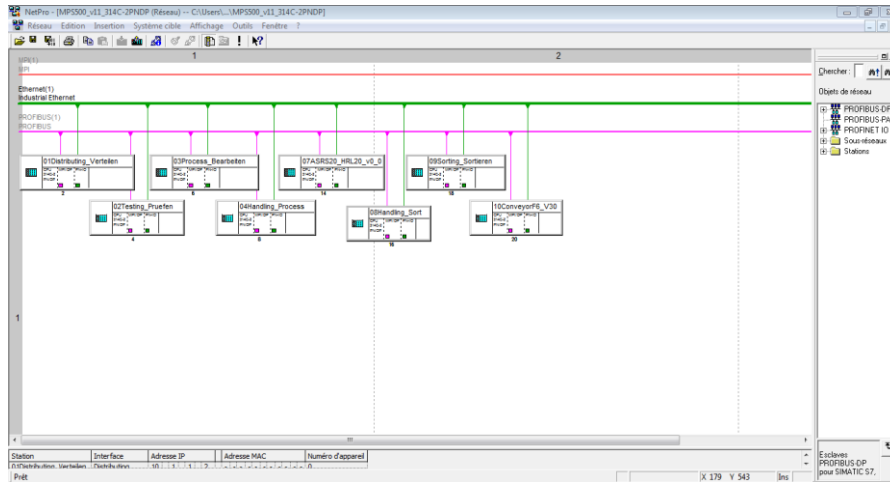 NetPro - [MPS500_v11_314C-2PNDP (Réseau) -- C:\Users\...\MPS500_v11_314C-2PNDP]
Réseau Edition Insertion Système cible Affichage Outils Fenêtre ?
1 2
MPI(1)
MPI
Ethernet(1)
Industrial Ethernet
PROFIBUS(1)
PROFIBUS
01Distributing_Verteilen 03Process_Bearbeiten 07ASRS20_HRL20_v0_0 09Sorting_Sortieren
2 6 14 18
02Testing_Pruefen 04Handling_Process 08Handling_Sort 10ConveyorF6_V30
4 8 16 20
1
Chercher :
Objets de réseau
PROFIBUS-DP
PROFIBUS-PA
PROFINET IO
Sous-réseaux
Stations
Station Interface Adresse IP Adresse MAC Numéro d'appareil
01Distributing_Verteilen Distributing 10 1 1 2 0
Esclaves
PROFIBUS-DP
pour SIMATIC S7,
Prêt X 179 Y 543 Ins